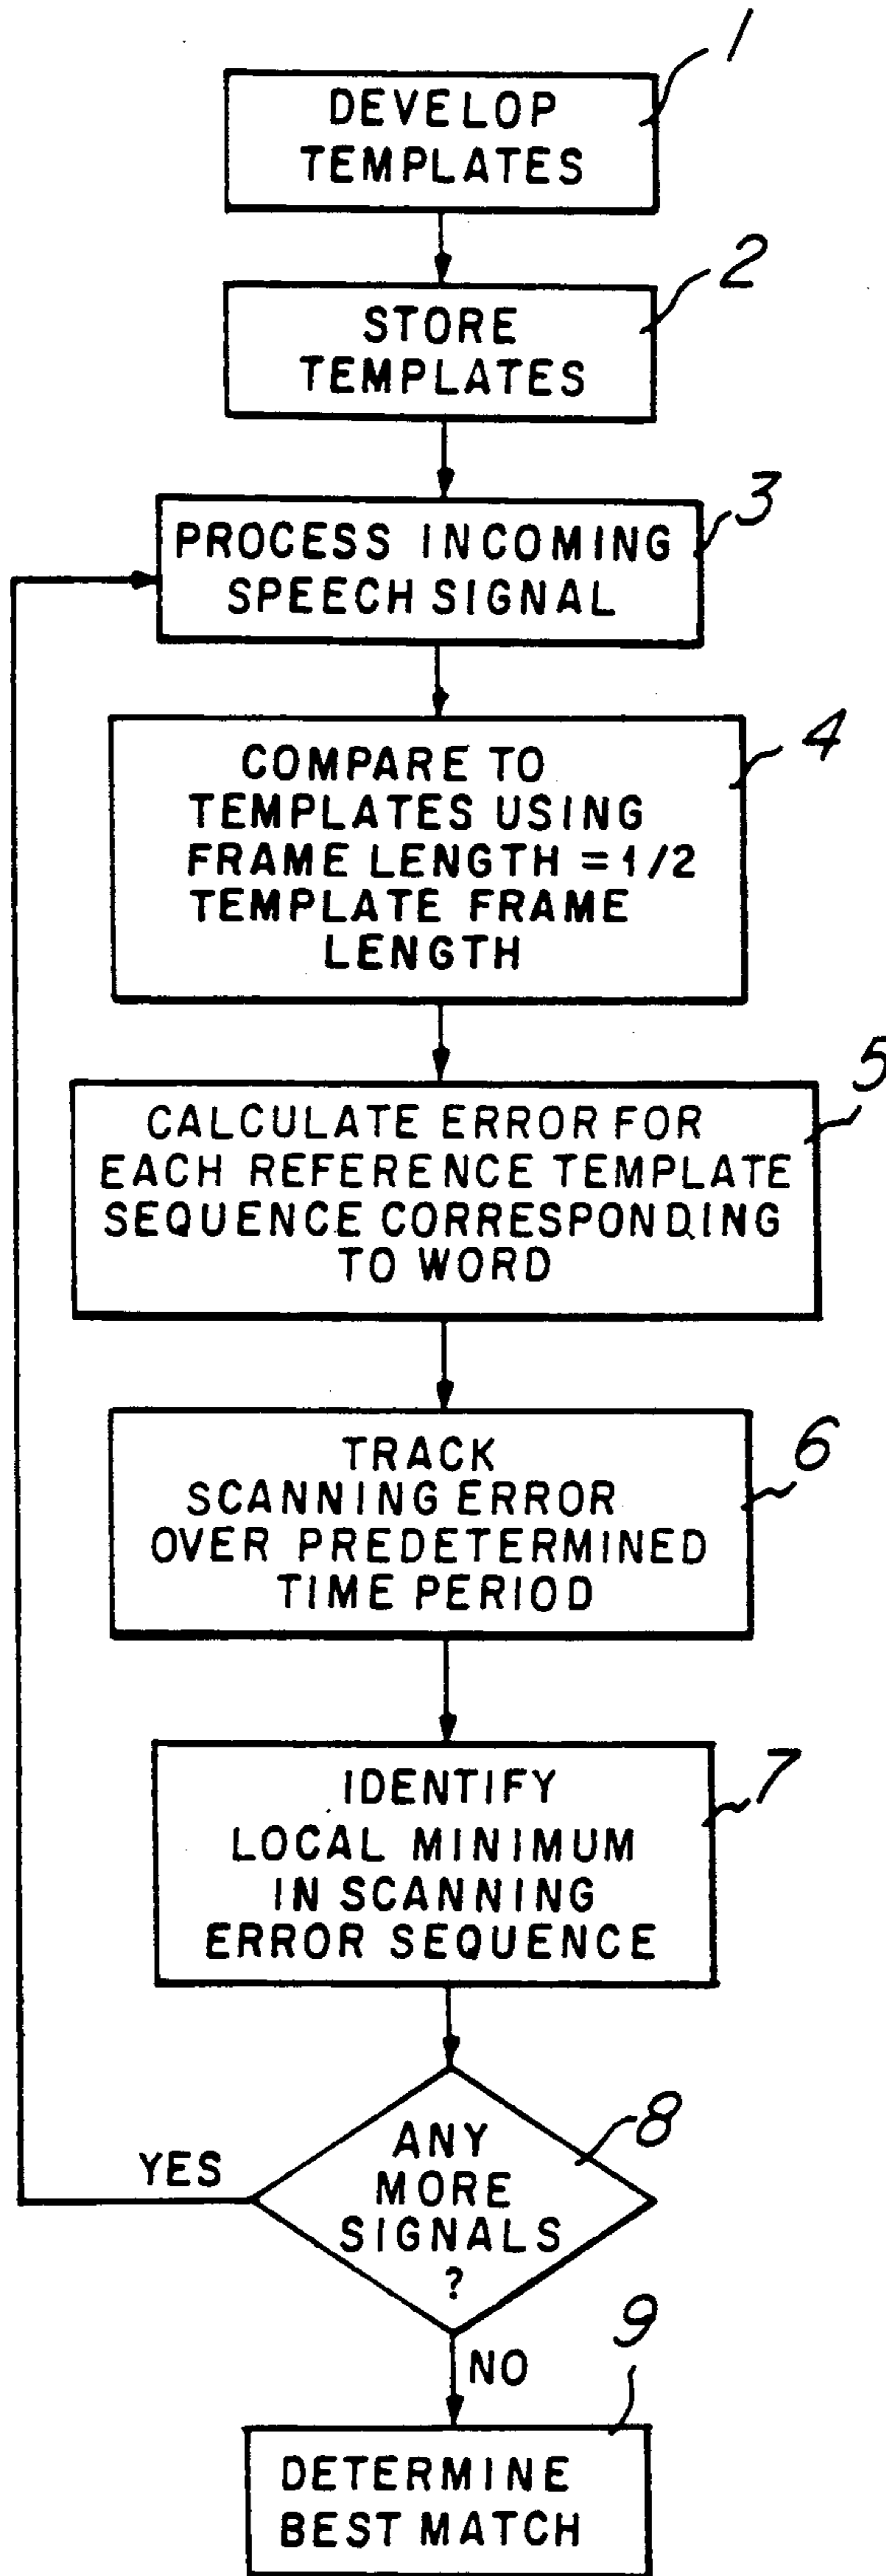 1
DEVELOP
TEMPLATES
2
STORE
TEMPLATES
3
PROCESS INCOMING
SPEECH SIGNAL
4
COMPARE TO
TEMPLATES USING
FRAME LENGTH = 1/2
TEMPLATE FRAME
LENGTH
5
CALCULATE ERROR FOR
EACH REFERENCE TEMPLATE
SEQUENCE CORRESPONDING
TO WORD
6
TRACK
SCANNING ERROR
OVER PREDETERMINED
TIME PERIOD
7
IDENTIFY
LOCAL MINIMUM
IN SCANNING
ERROR SEQUENCE
8
ANY
MORE
SIGNALS
?
YES
NO
9
DETERMINE
BEST MATCH